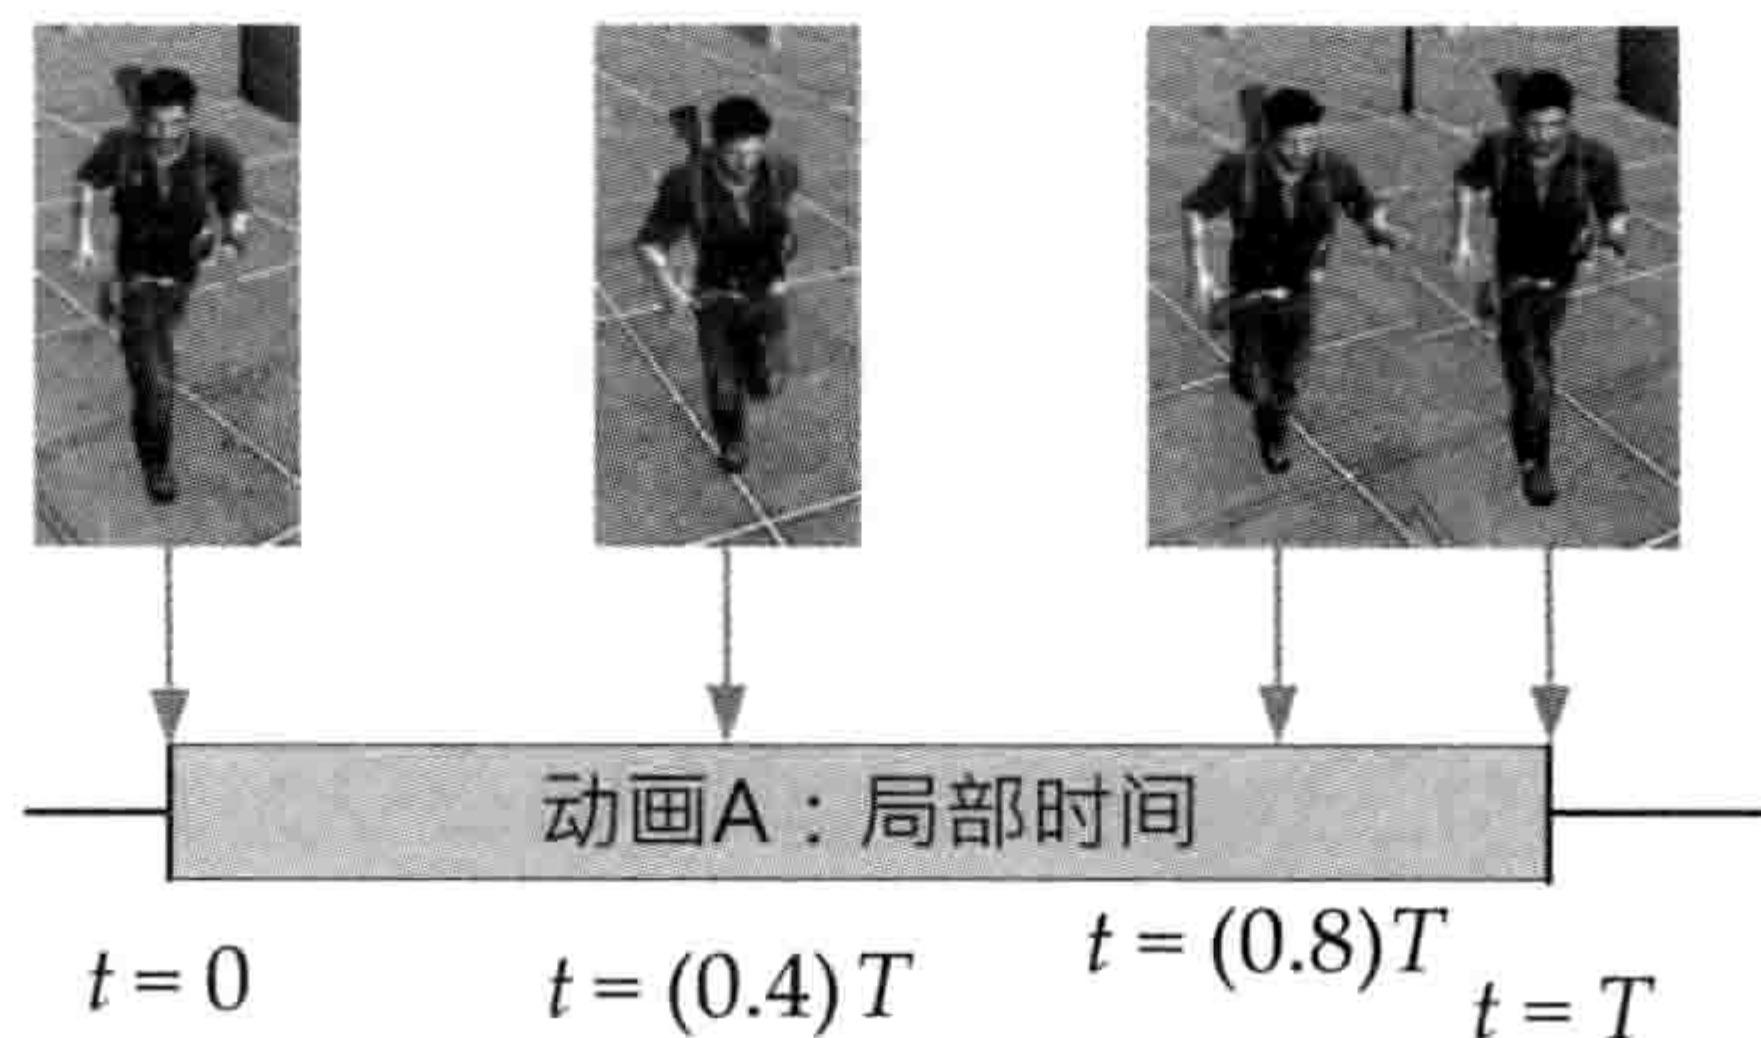 动画A：局部时间
t = 0
t = (0.4) T
t = (0.8)T
t = T